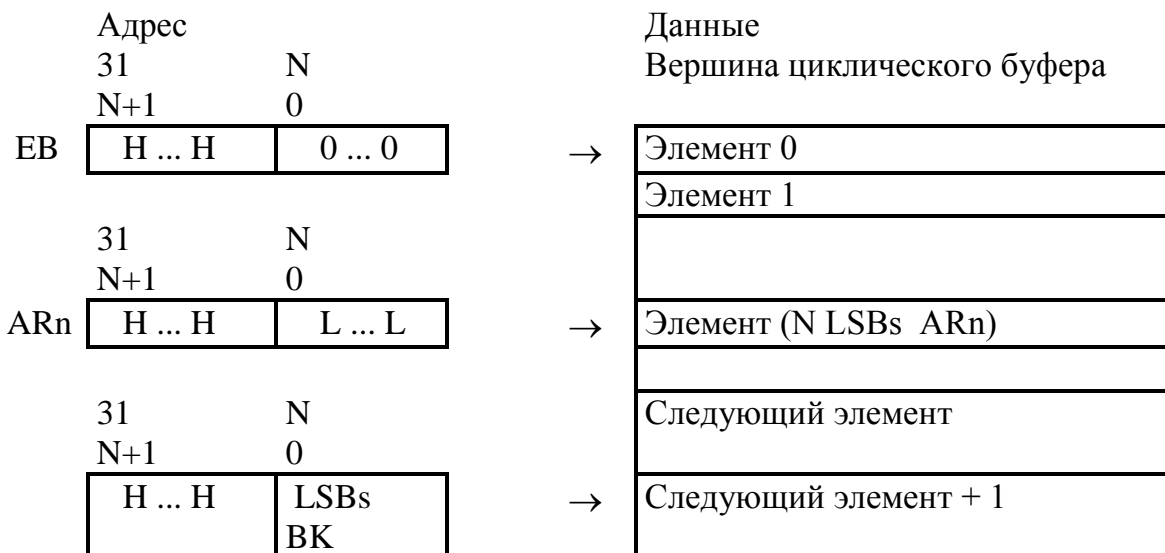 Адрес Данные
31 N Вершина циклического буфера
N+1 0
EB H ... H 0 ... 0 → Элемент 0
Элемент 1
31 N
N+1 0
ARn H ... H L ... L → Элемент (N LSBs ARn)
31 N Следующий элемент
N+1 0
H ... H LSBs → Следующий элемент + 1
BK